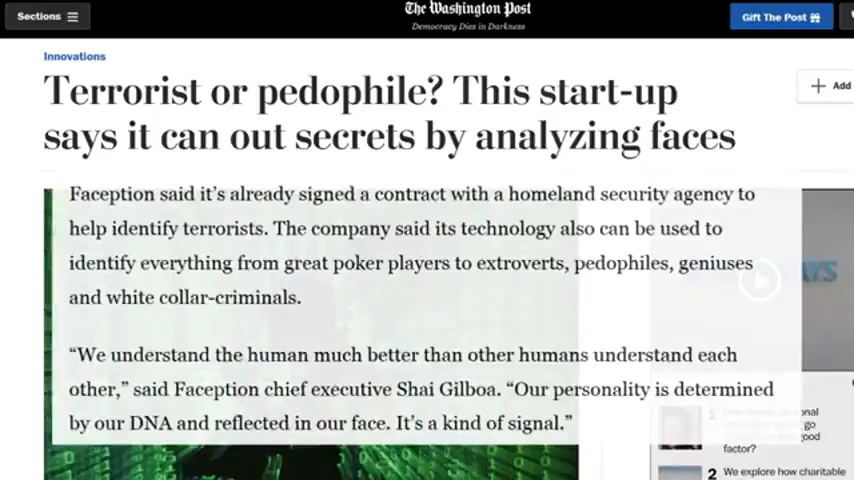 Sections
The Washington Post
Democracy Dies in Darkness
Gift The Post
Innovations
Add
Terrorist or pedophile? This start-up
says it can out secrets by analyzing faces
Faception said it’s already signed a contract with a homeland security agency to
help identify terrorists. The company said its technology also can be used to
identify everything from great poker players to extroverts, pedophiles, geniuses
and white collar-criminals.
“We understand the human much better than other humans understand each
other,” said Faception chief executive Shai Gilboa. “Our personality is determined
by our DNA and reflected in our face. It’s a kind of signal.”
AYS
1
onal
go
good
factor?
2 We explore how charitable